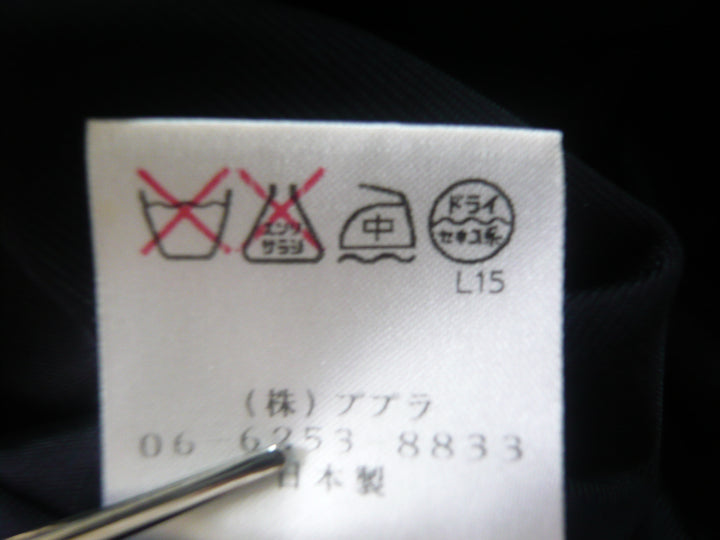 エンソ
サラシ
中
ドライ
セキユ系
L15
(株)アプラ
06-6253-8833
日本製